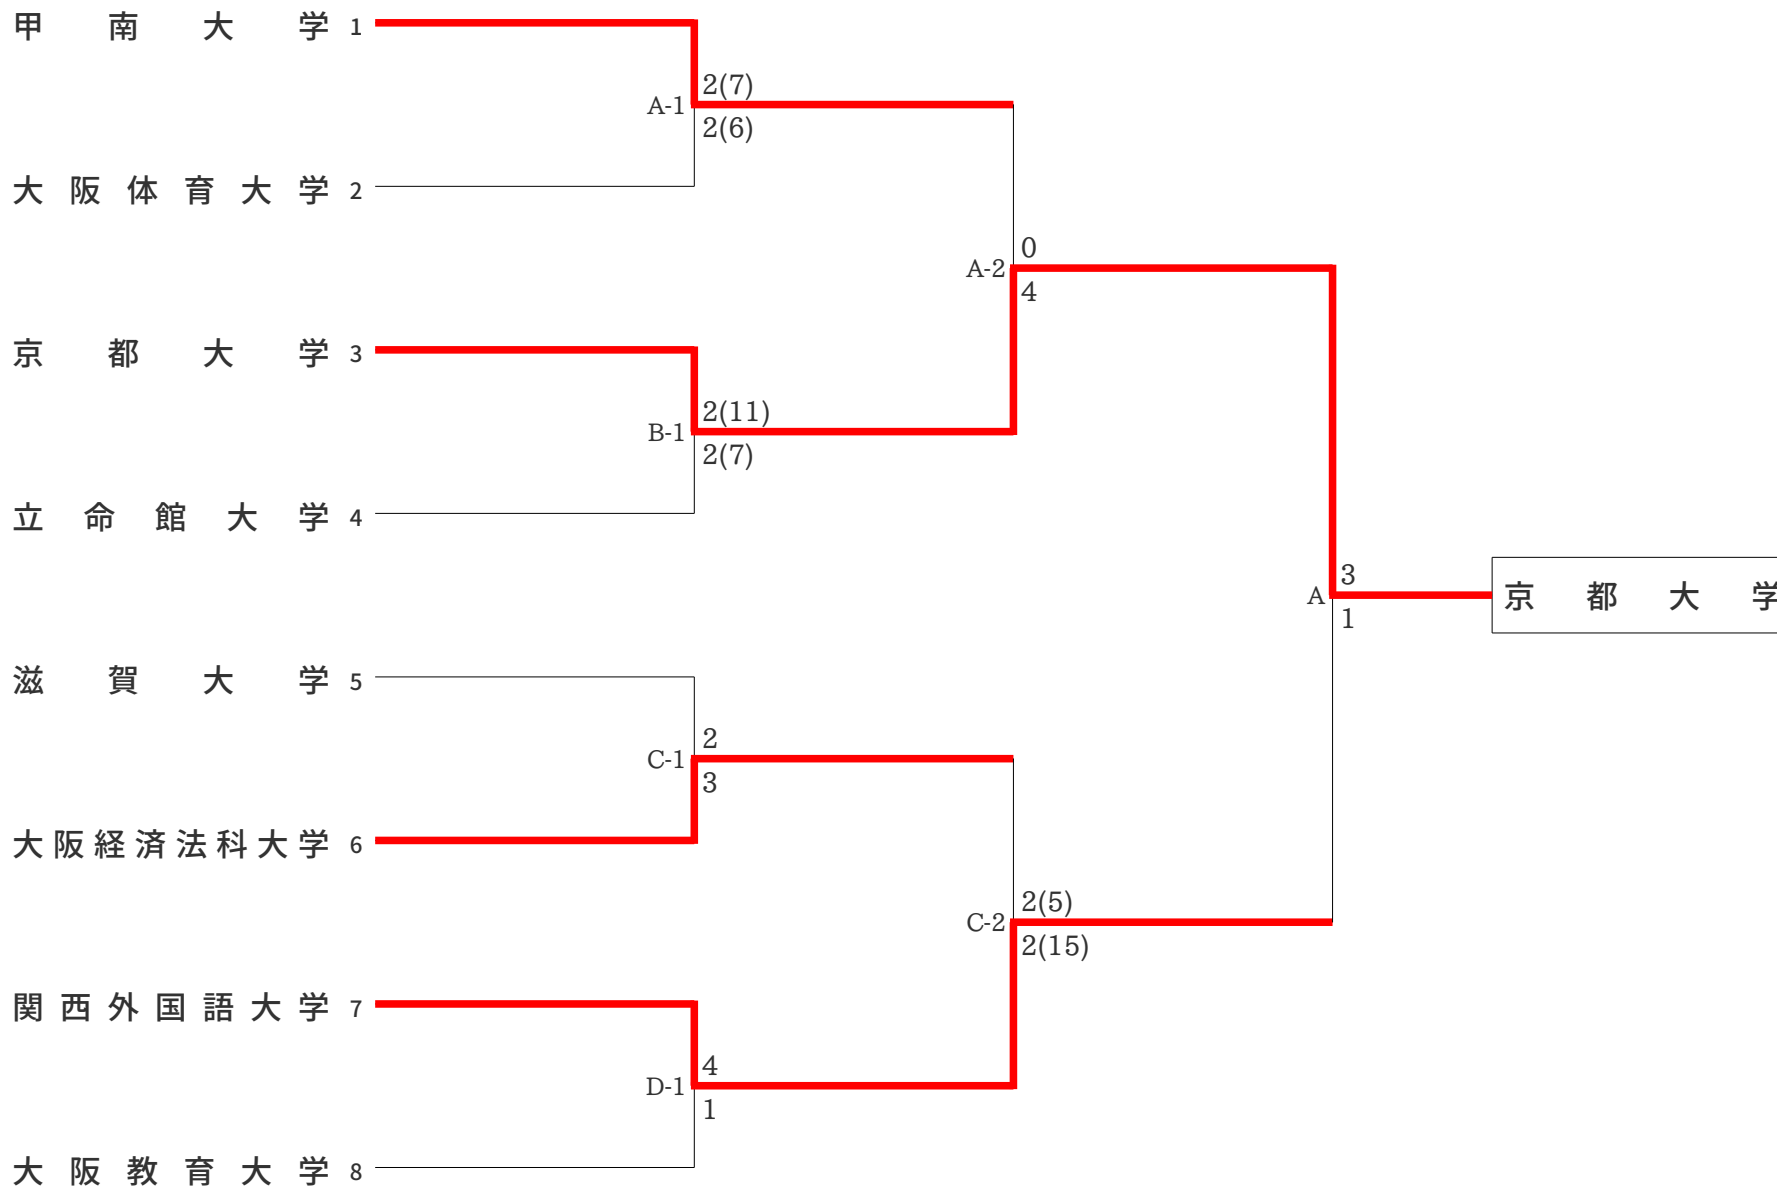 甲南大学 1
2(7)
A-1
2(6)
大阪体育大学 2
0
A-2
4
京都大学 3
2(11)
B-1
2(7)
立命館大学 4
3
A
京都大学
1
滋賀大学 5
2
C-1
3
大阪経済法科大学 6
2(5)
C-2
2(15)
関西外国語大学 7
4
D-1
1
大阪教育大学 8